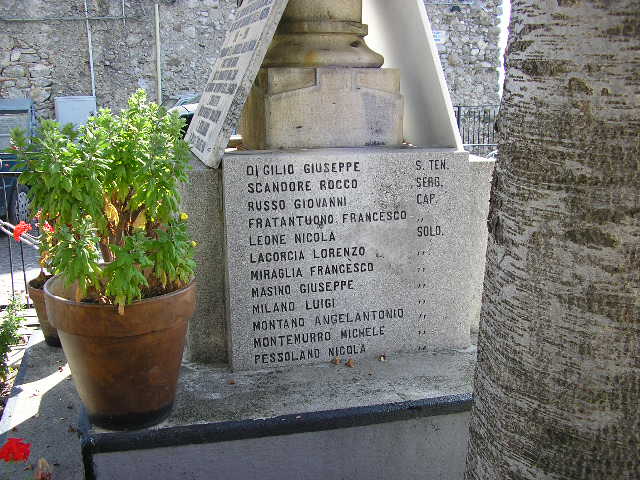 DI GILIO GIUSEPPE S. TEN.
SCANDORE ROCCO SERG.
RUSSO GIOVANNI CAP.
FRATANTUONO FRANCESCO ,,
LEONE NICOLA SOLD.
LACORCIA LORENZO ,,
MIRAGLIA FRANCESCO ,,
MASINO GIUSEPPE ,,
MILANO LUIGI ,,
MONTANO ANGELANTONIO ,,
MONTEMURRO MICHELE ,,
PESSOLANO NICOLA ,,